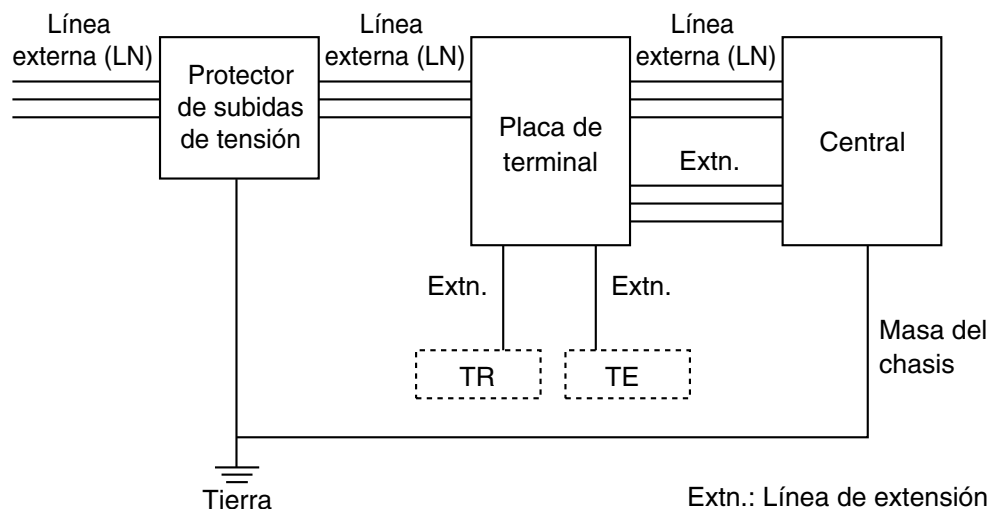 Línea
externa (LN)
Línea
externa (LN)
Línea
externa (LN)
Protector
de subidas
de tensión
Placa de
terminal
Central
Extn.
Extn.
Extn.
Masa del
chasis
TR
TE
Tierra
Extn.: Línea de extensión